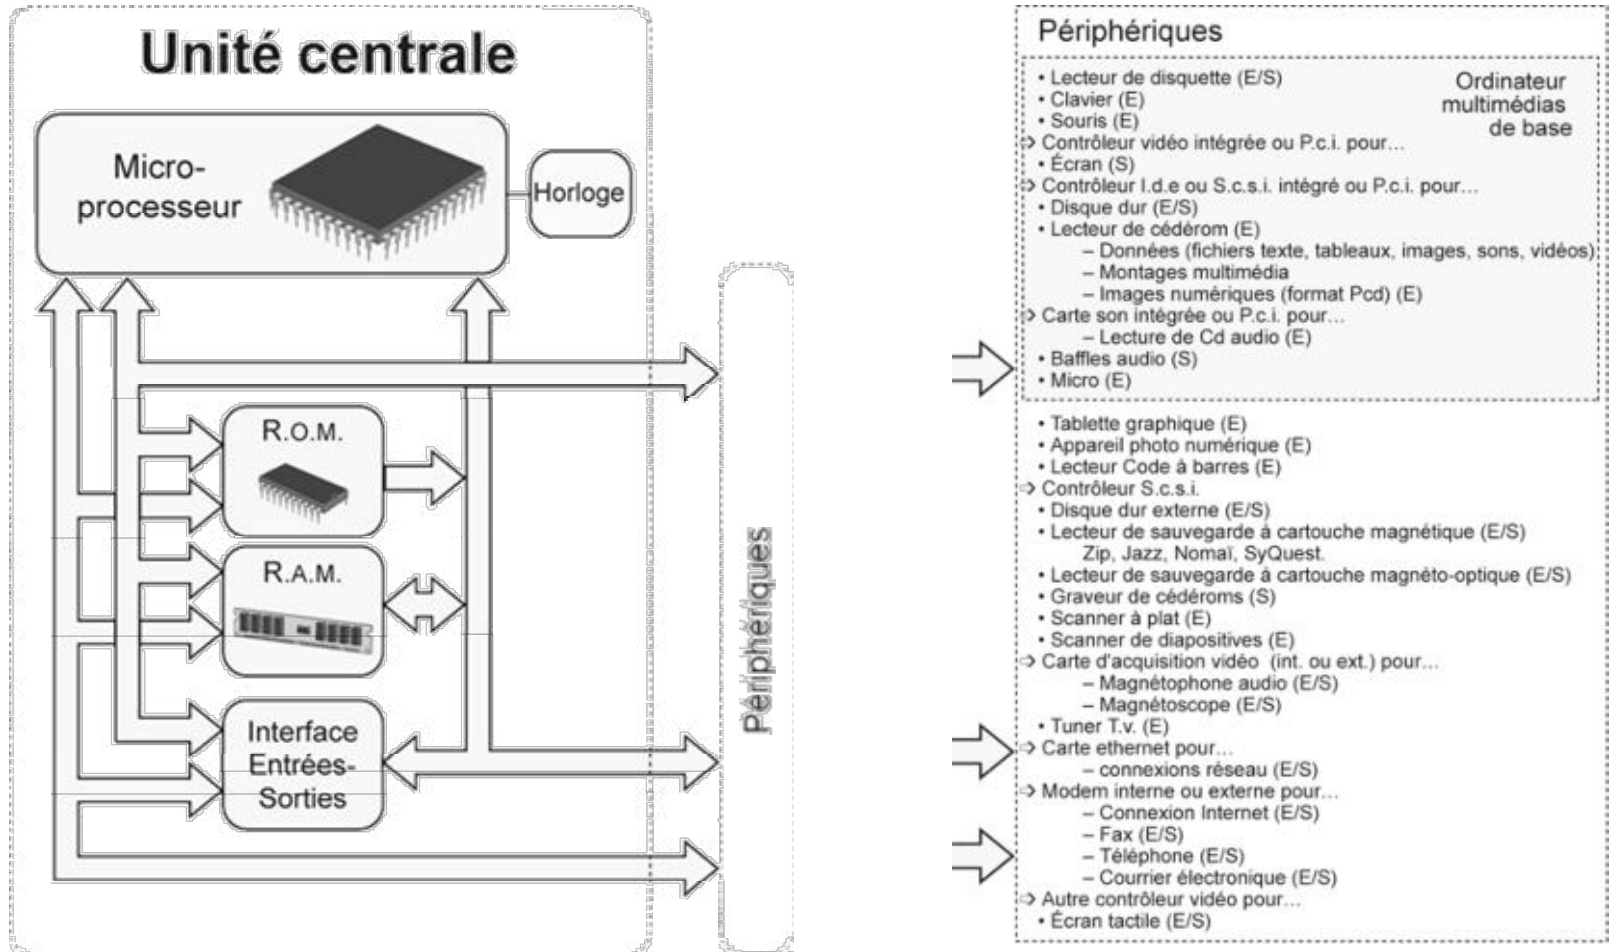 Unité centrale
Micro-
processeur
Horloge
R.O.M.
R.A.M.
Interface
Entrées-
Sorties
Périphériques
Périphériques
Ordinateur
multimédias
de base
• Lecteur de disquette (E/S)
• Clavier (E)
• Souris (E)
⇨ Contrôleur vidéo intégrée ou P.c.i. pour…
• Écran (S)
⇨ Contrôleur I.d.e ou S.c.s.i. intégré ou P.c.i. pour…
• Disque dur (E/S)
• Lecteur de cédérom (E)
– Données (fichiers texte, tableaux, images, sons, vidéos)
– Montages multimédia
– Images numériques (format Pcd) (E)
⇨ Carte son intégrée ou P.c.i. pour…
– Lecture de Cd audio (E)
• Baffles audio (S)
• Micro (E)
• Tablette graphique (E)
• Appareil photo numérique (E)
• Lecteur Code à barres (E)
⇨ Contrôleur S.c.s.i.
• Disque dur externe (E/S)
• Lecteur de sauvegarde à cartouche magnétique (E/S)
Zip, Jazz, Nomaï, SyQuest.
• Lecteur de sauvegarde à cartouche magnéto-optique (E/S)
• Graveur de cédéroms (S)
• Scanner à plat (E)
• Scanner de diapositives (E)
⇨ Carte d'acquisition vidéo (int. ou ext.) pour…
– Magnétophone audio (E/S)
– Magnétoscope (E/S)
• Tuner T.v. (E)
⇨ Carte ethernet pour…
– connexions réseau (E/S)
⇨ Modem interne ou externe pour…
– Connexion Internet (E/S)
– Fax (E/S)
– Téléphone (E/S)
– Courrier électronique (E/S)
⇨ Autre contrôleur vidéo pour…
• Écran tactile (E/S)